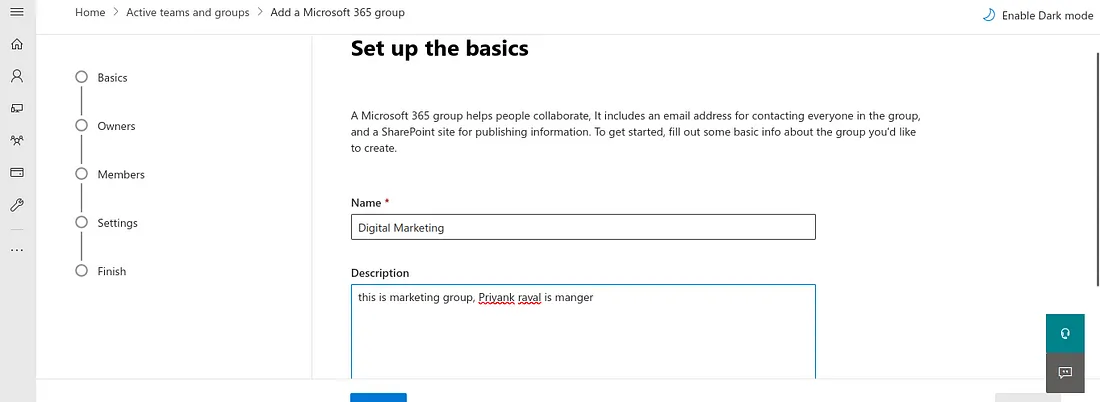 Home > Active teams and groups > Add a Microsoft 365 group
Enable Dark mode
Set up the basics
Basics
Owners
Members
Settings
Finish
A Microsoft 365 group helps people collaborate, It includes an email address for contacting everyone in the group,
and a SharePoint site for publishing information. To get started, fill out some basic info about the group you'd like
to create.
Name *
Digital Marketing
Description
this is marketing group, Priyank raval is manger